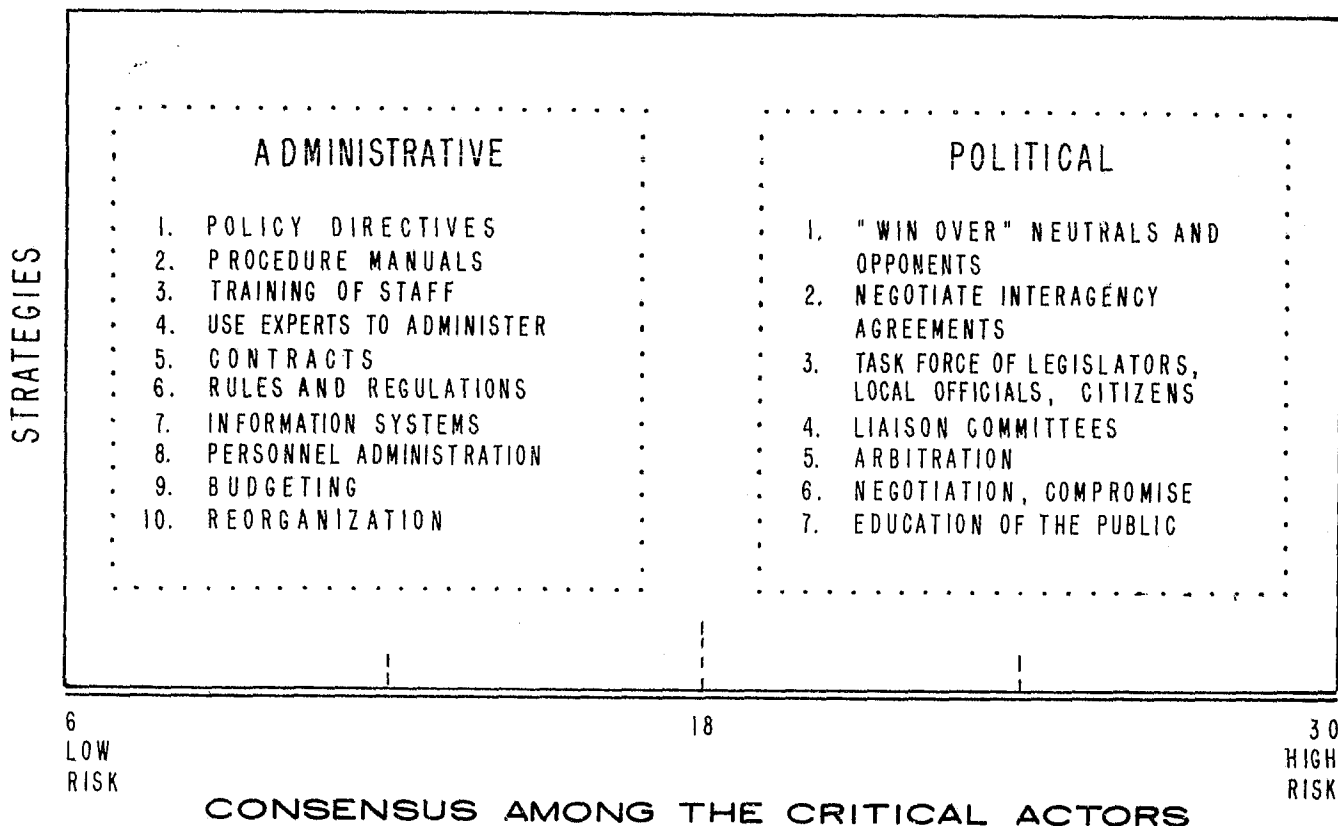 STRATEGIES
ADMINISTRATIVE
1. POLICY DIRECTIVES
2. PROCEDURE MANUALS
3. TRAINING OF STAFF
4. USE EXPERTS TO ADMINISTER
5. CONTRACTS
6. RULES AND REGULATIONS
7. INFORMATION SYSTEMS
8. PERSONNEL ADMINISTRATION
9. BUDGETING
10. REORGANIZATION
POLITICAL
1. "WIN OVER" NEUTRALS AND
OPPONENTS
2. NEGOTIATE INTERAGENCY
AGREEMENTS
3. TASK FORCE OF LEGISLATORS,
LOCAL OFFICIALS, CITIZENS
4. LIAISON COMMITTEES
5. ARBITRATION
6. NEGOTIATION, COMPROMISE
7. EDUCATION OF THE PUBLIC
6
LOW
RISK
18
30
HIGH
RISK
CONSENSUS AMONG THE CRITICAL ACTORS